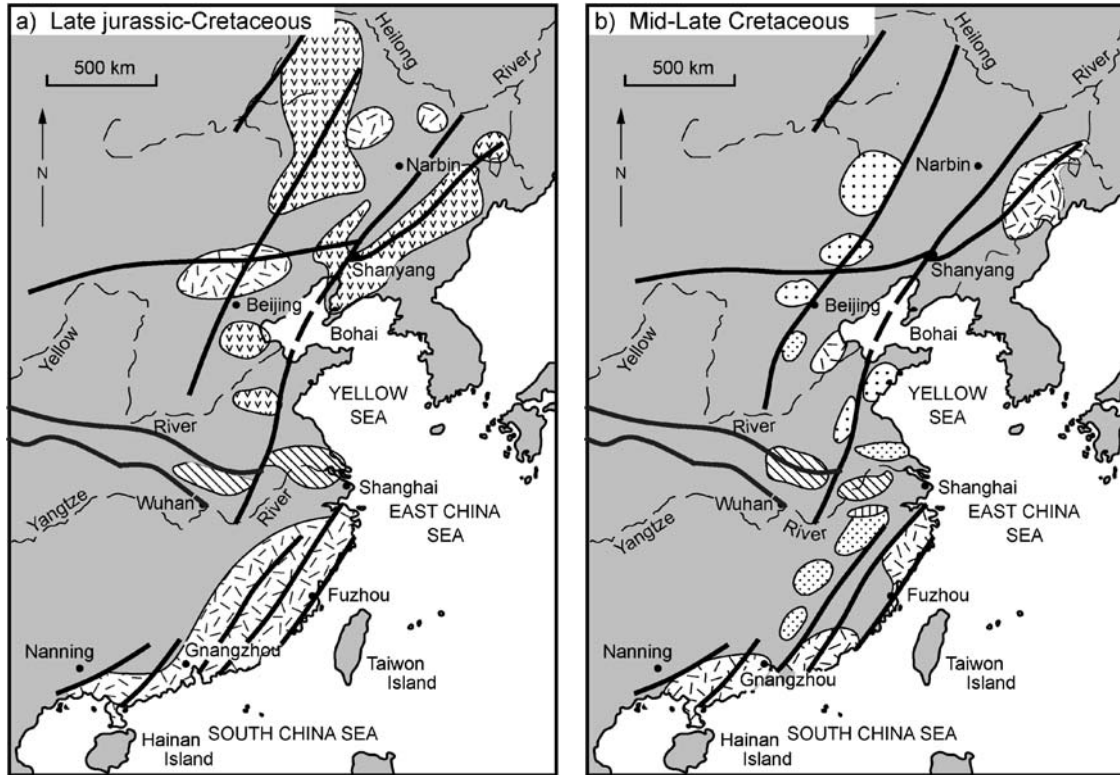 a) Late jurassic-Cretaceous
500 km
N
Heilong
River
Narbin
Shanyang
Beijing
Bohai
Yellow
YELLOW
SEA
River
Wuhan
Yangtze
River
Shanghai
EAST CHINA
SEA
Fuzhou
Nanning
Gnangzhou
Taiwon
Island
SOUTH CHINA SEA
Hainan
Island
b) Mid-Late Cretaceous
500 km
N
Heilong
River
Narbin
Shanyang
Beijing
Bohai
Yellow
YELLOW
SEA
River
Wuhan
Yangtze
River
Shanghai
EAST CHINA
SEA
Fuzhou
Nanning
Gnangzhou
Taiwon
Island
SOUTH CHINA SEA
Hainan
Island